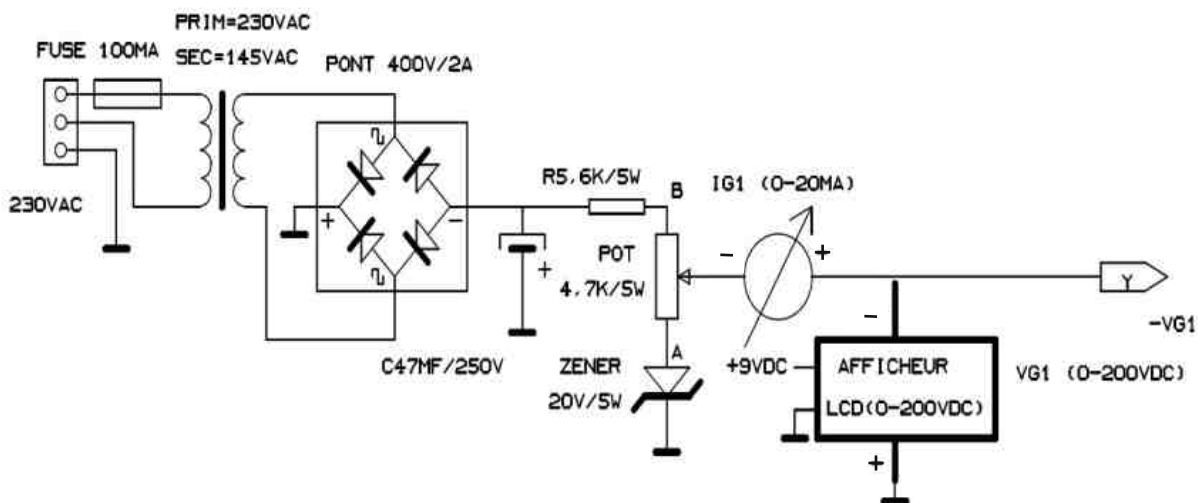 PRIM=230VAC
FUSE 100MA
SEC=145VAC
PONT 400V/2A
230VAC
+
-
R5,6K/5W
B
IG1 (0-20MA)
+
POT
4,7K/5W
-
+
Y
-VG1
C47MF/250V
ZENER
20V/5W
A
+9VDC
-
AFFICHEUR
LCD(0-200VDC)
+
VG1 (0-200VDC)